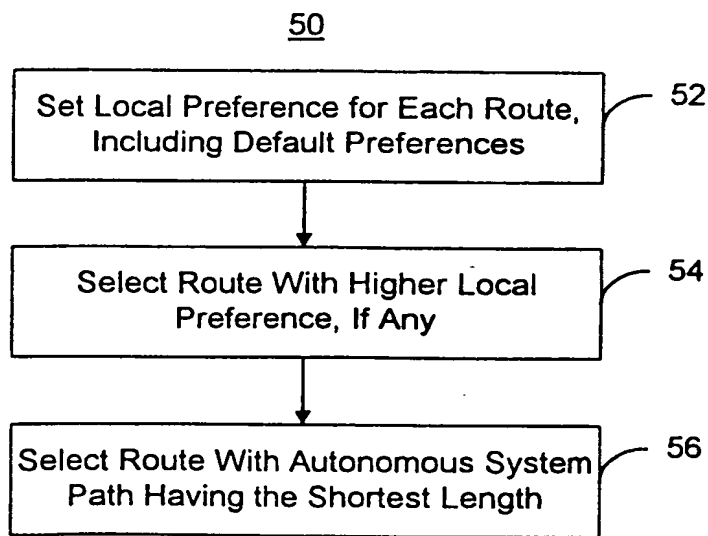 50
Set Local Preference for Each Route,
Including Default Preferences
52
Select Route With Higher Local
Preference, If Any
54
Select Route With Autonomous System
Path Having the Shortest Length
56